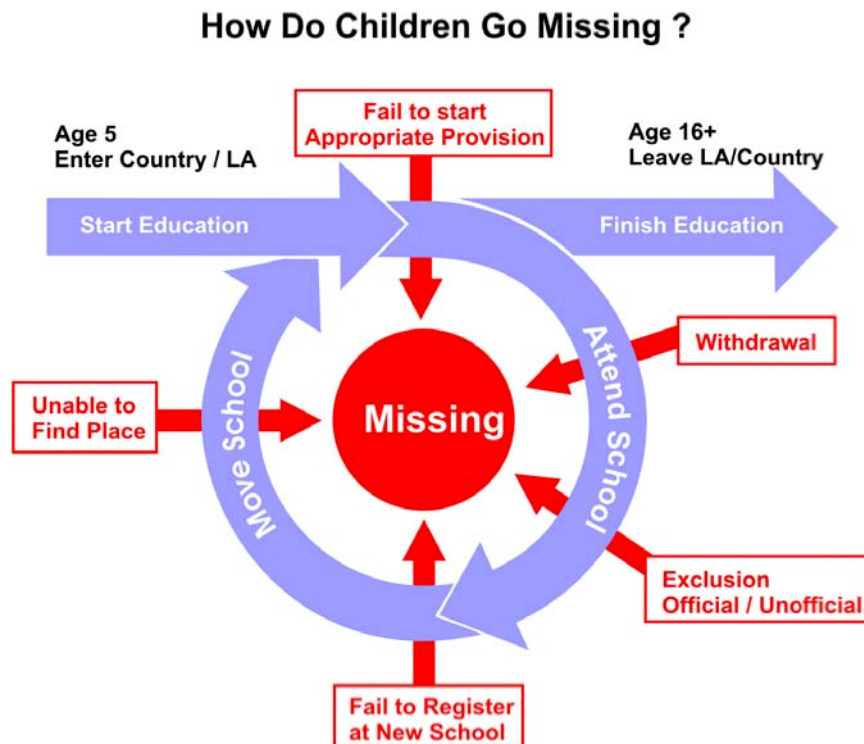 How Do Children Go Missing ?
Fail to start
Appropriate Provision
Age 5
Enter Country / LA
Age 16+
Leave LA/Country
Start Education
Finish Education
Attend School
Withdrawal
Missing
Unable to
Find Place
Move School
Exclusion
Official / Unofficial
Fail to Register
at New School